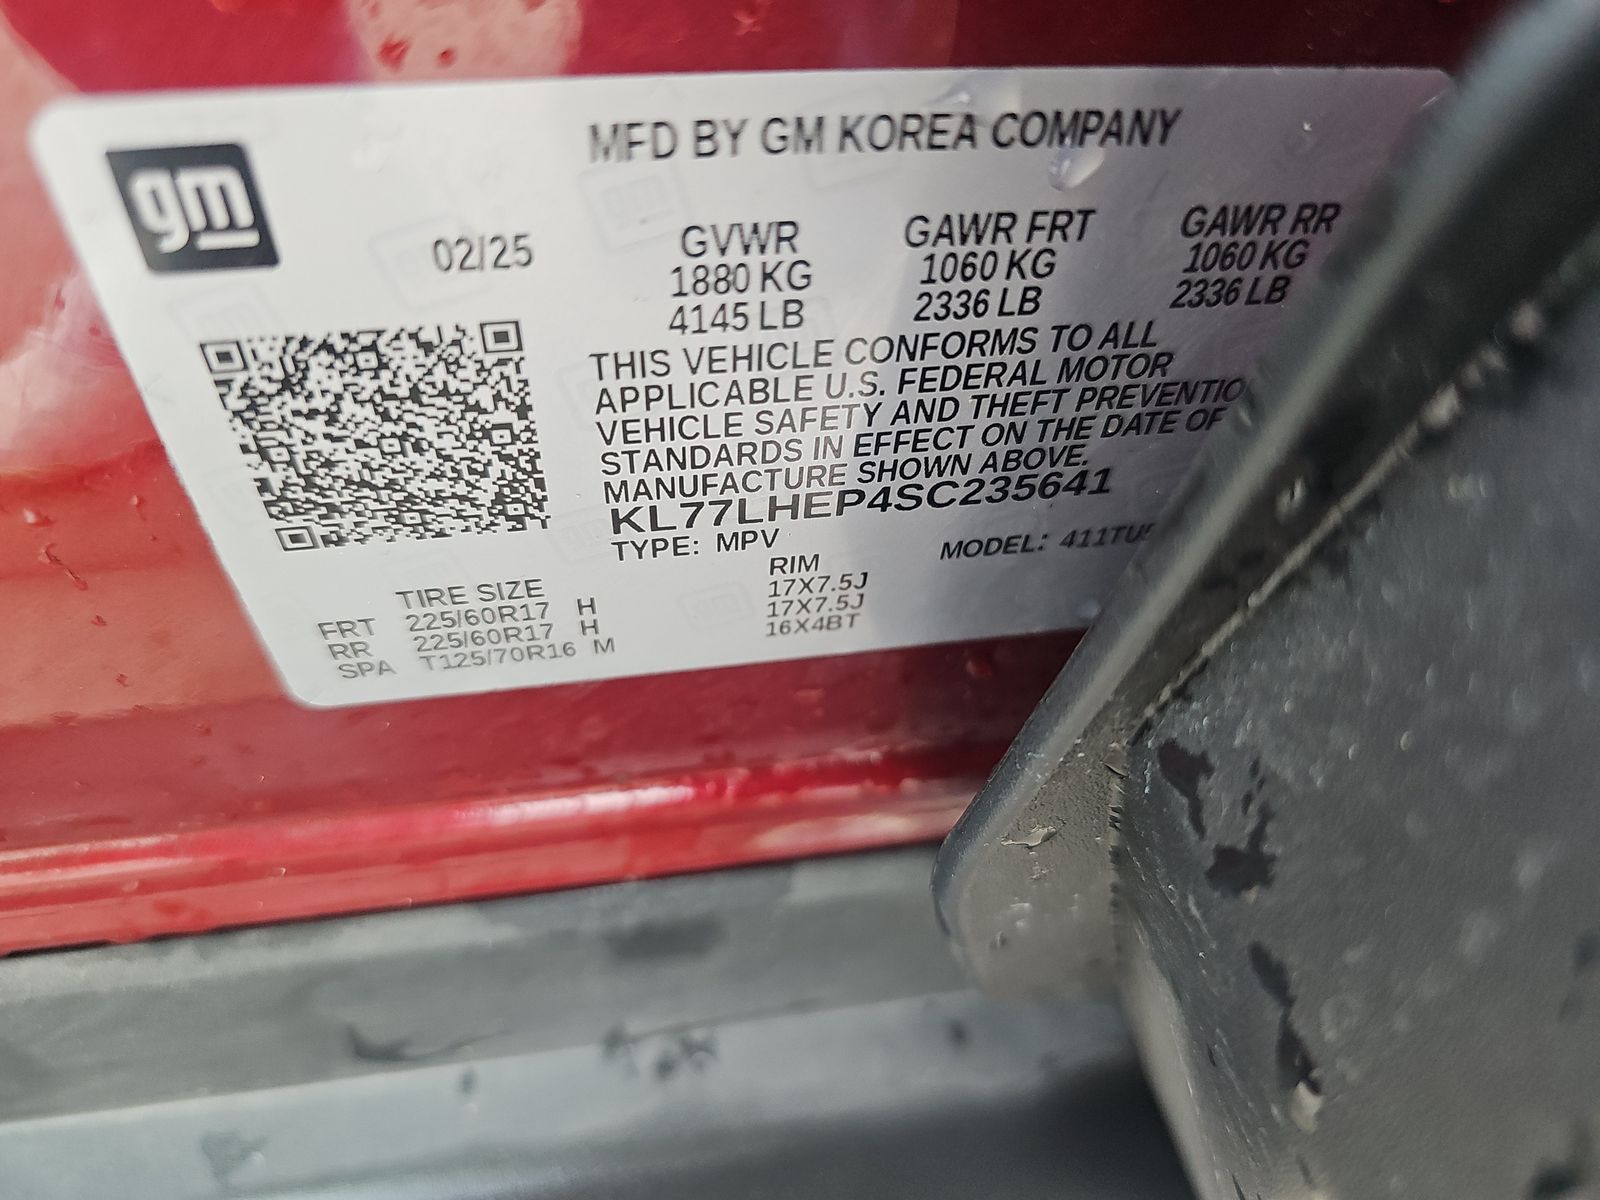 gm
MFD BY GM KOREA COMPANY
02/25
GVWR
1880 KG
4145 LB
GAWR FRT
1060 KG
2336 LB
GAWR RR
1060 KG
2336 LB
THIS VEHICLE CONFORMS TO ALL
APPLICABLE U.S. FEDERAL MOTOR
VEHICLE SAFETY AND THEFT PREVENTIO
STANDARDS IN EFFECT ON THE DATE OF
MANUFACTURE SHOWN ABOVE.
KL77LHEP4SC235641
TYPE: MPV MODEL:
TIRE SIZE RIM
FRT 225/60R17 H 17X7.5J
RR 225/60R17 H 17X7.5J
SPA T125/70R16 M 16X4BT